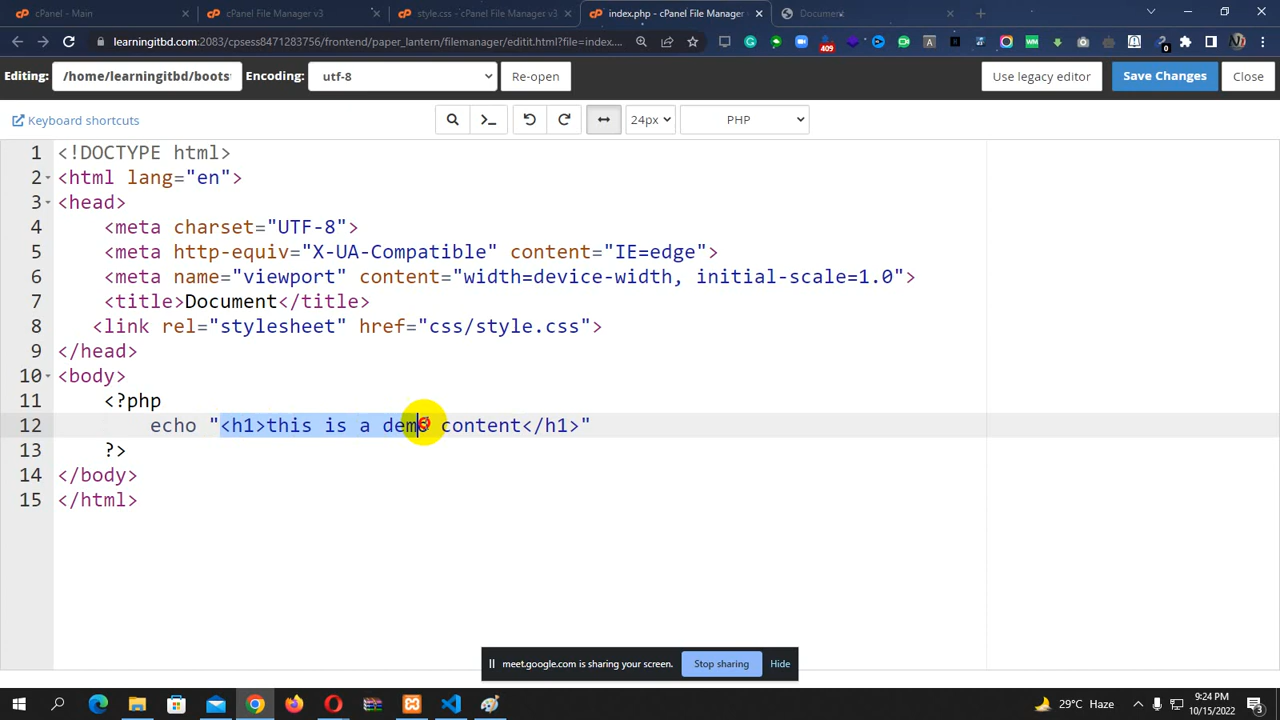 cPanel - Main
cPanel File Manager v3
style.css - cPanel File Manager v3
index.php - cPanel File Manager
Document
learningitbd.com:2083/cpsess8471283756/frontend/paper_lantern/filemanager/editit.html?file=index...
409
0
Editing: /home/learningitbd/boots Encoding: utf-8 Re-open Use legacy editor Save Changes Close
Keyboard shortcuts 24px PHP
1 <!DOCTYPE html>
2 <html lang="en">
3 <head>
4 <meta charset="UTF-8">
5 <meta http-equiv="X-UA-Compatible" content="IE=edge">
6 <meta name="viewport" content="width=device-width, initial-scale=1.0">
7 <title>Document</title>
8 <link rel="stylesheet" href="css/style.css">
9 </head>
10 <body>
11 <?php
12 echo "<h1>this is a demo content</h1>"
13 ?>
14 </body>
15 </html>
meet.google.com is sharing your screen. Stop sharing Hide
29°C Haze
9:24 PM
10/15/2022
3